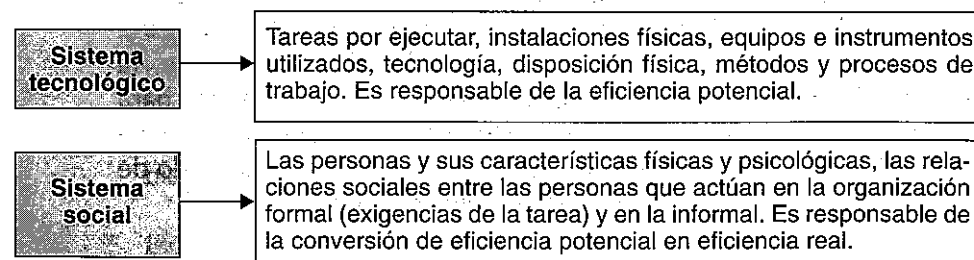 Sistema
tecnológico
Tareas por ejecutar, instalaciones físicas, equipos e instrumentos
utilizados, tecnología, disposición física, métodos y procesos de
trabajo. Es responsable de la eficiencia potencial.
Sistema
social
Las personas y sus características físicas y psicológicas, las rela-
ciones sociales entre las personas que actúan en la organización
formal (exigencias de la tarea) y en la informal. Es responsable de
la conversión de eficiencia potencial en eficiencia real.